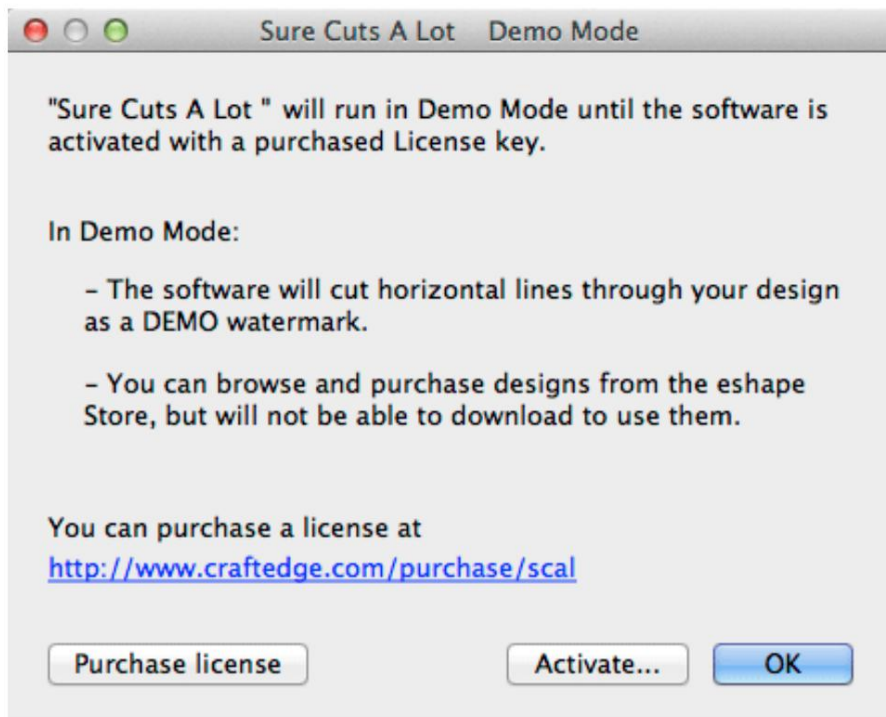 Sure Cuts A Lot    Demo Mode
"Sure Cuts A Lot " will run in Demo Mode until the software is
activated with a purchased License key.
In Demo Mode:
– The software will cut horizontal lines through your design
as a DEMO watermark.
– You can browse and purchase designs from the eshape
Store, but will not be able to download to use them.
You can purchase a license at
http://www.craftedge.com/purchase/scal
Purchase license    Activate...    OK